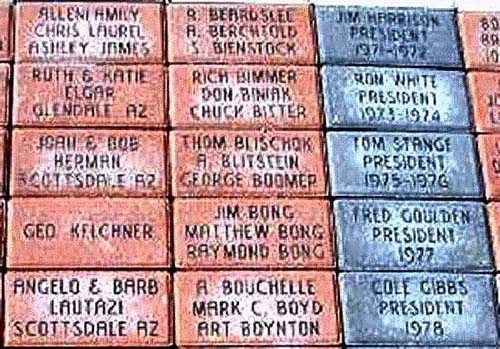 ALLEN FAMILY
CHRIS LAUREL
ASHLEY JAMES
R. BEARDSLEE
A. BERCHTOLD
S. BIENSTOCK
JIM HARRISON
PRESIDENT
1971-1972
RUTH & KATIE
ELGAR
GLENDALE AZ
RICH BIMMER
DON BINIAK
CHUCK BITTER
RON WHITE
PRESIDENT
1973-1974
JOAN & BOB
HERMAN
SCOTTSDALE AZ
THOM BLISCHOK
A. BLITSTEIN
GEORGE BOOMER
TOM STANGE
PRESIDENT
1975-1976
GEO. KELCHNER
JIM BONG
MATTHEW BONG
RAYMOND BONG
FRED GOULDEN
PRESIDENT
1977
ANGELO & BARB
LAUTAZI
SCOTTSDALE AZ
A BOUCHELLE
MARK C. BOYD
ART BOYNTON
COLE GIBBS
PRESIDENT
1978